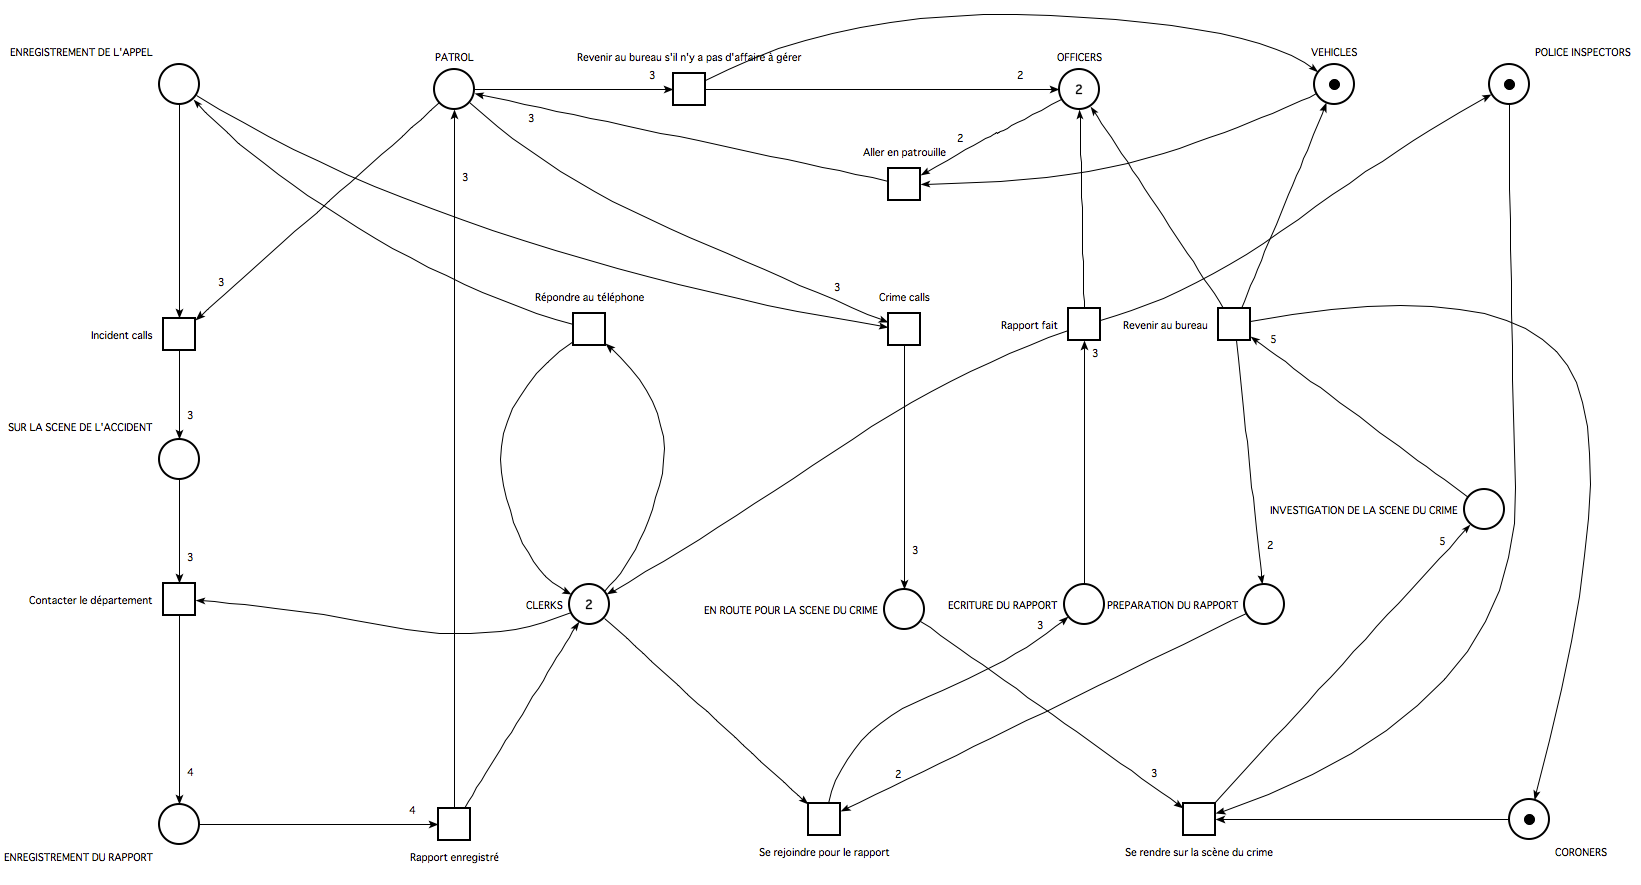 ENREGISTREMENT DE L'APPEL
PATROL
Revenir au bureau s'il n'y a pas d'affaire à gérer
OFFICERS
VEHICLES
POLICE INSPECTORS
3
2
2
3
2
Aller en patrouille
3
3
3
Répondre au téléphone
Crime calls
Incident calls
Rapport fait
Revenir au bureau
3
5
3
SUR LA SCENE DE L'ACCIDENT
INVESTIGATION DE LA SCENE DU CRIME
5
3
3
2
Contacter le département
CLERKS
2
EN ROUTE POUR LA SCENE DU CRIME
ECRITURE DU RAPPORT
PREPARATION DU RAPPORT
3
4
2
3
4
ENREGISTREMENT DU RAPPORT
Rapport enregistré
Se rejoindre pour le rapport
Se rendre sur la scène du crime
CORONERS